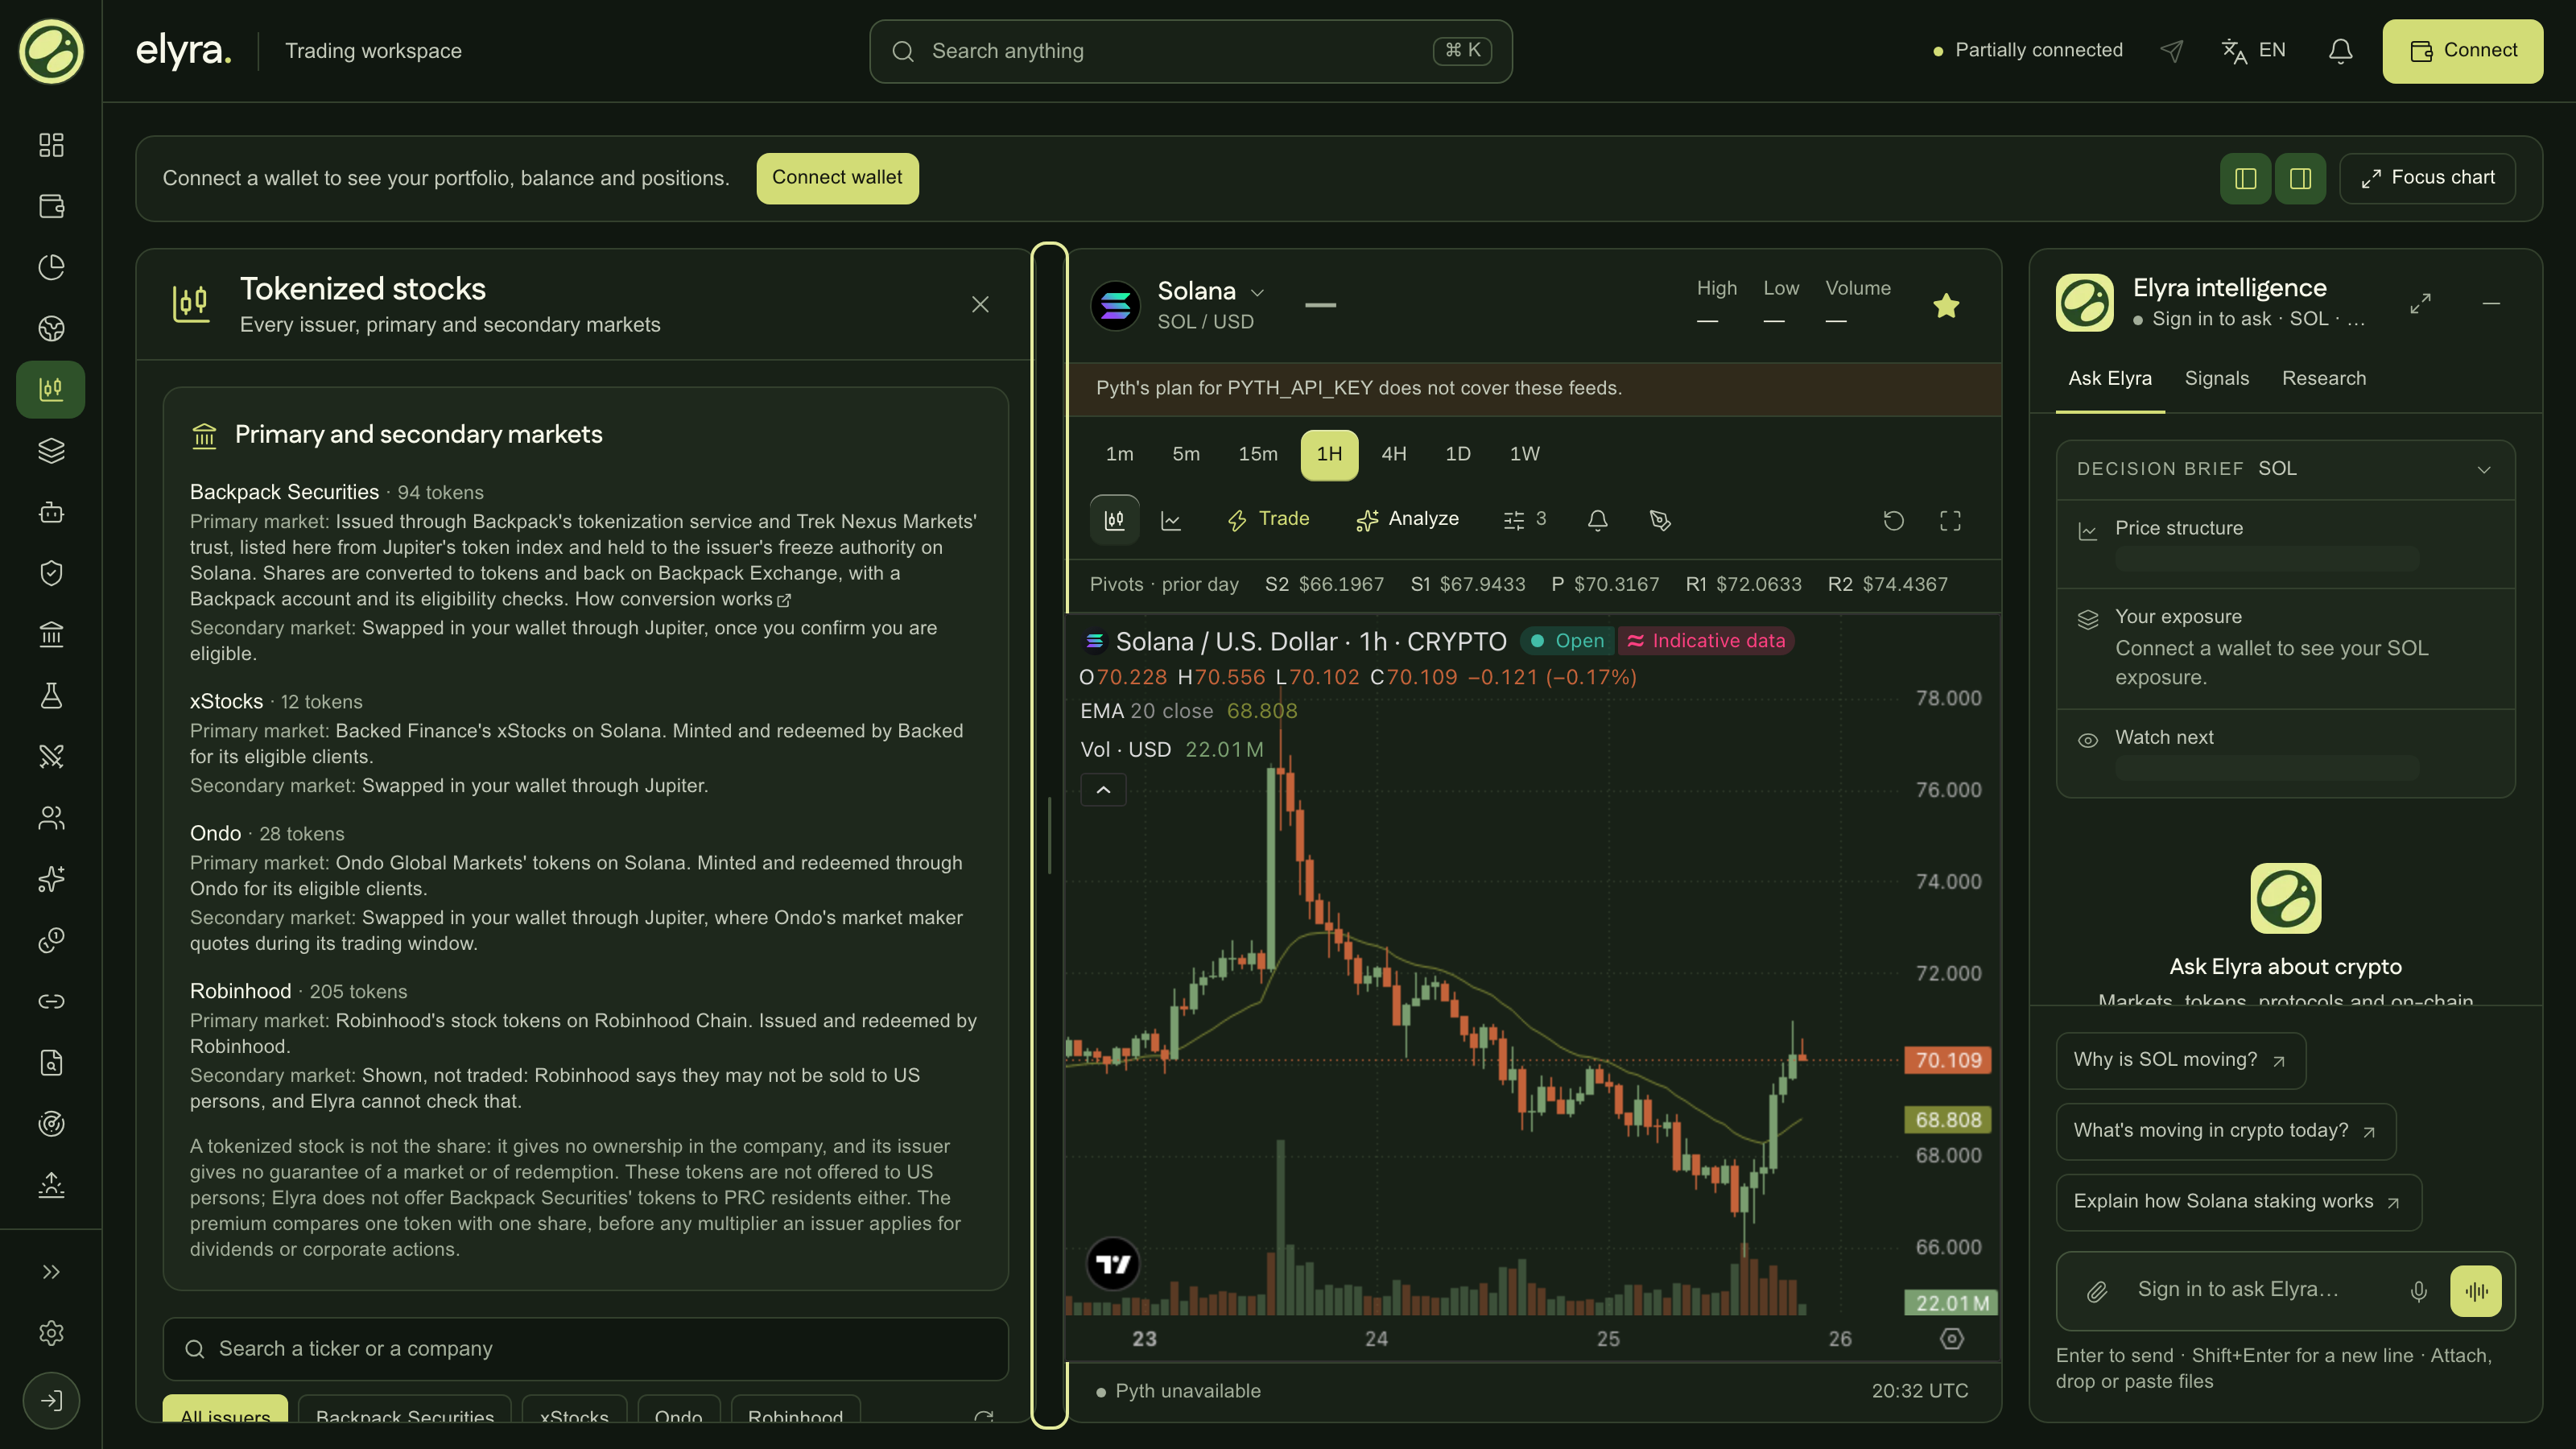 elyra.
Trading workspace
Search anything
⌘ K
Partially connected
EN
Connect
Connect a wallet to see your portfolio, balance and positions.
Connect wallet
Focus chart
Tokenized stocks
Every issuer, primary and secondary markets
Primary and secondary markets
Backpack Securities · 94 tokens
Primary market: Issued through Backpack's tokenization service and Trek Nexus Markets'
trust, listed here from Jupiter's token index and held to the issuer's freeze authority on
Solana. Shares are converted to tokens and back on Backpack Exchange, with a
Backpack account and its eligibility checks. How conversion works
Secondary market: Swapped in your wallet through Jupiter, once you confirm you are
eligible.
xStocks · 12 tokens
Primary market: Backed Finance's xStocks on Solana. Minted and redeemed by Backed
for its eligible clients.
Secondary market: Swapped in your wallet through Jupiter.
Ondo · 28 tokens
Primary market: Ondo Global Markets' tokens on Solana. Minted and redeemed through
Ondo for its eligible clients.
Secondary market: Swapped in your wallet through Jupiter, where Ondo's market maker
quotes during its trading window.
Robinhood · 205 tokens
Primary market: Robinhood's stock tokens on Robinhood Chain. Issued and redeemed by
Robinhood.
Secondary market: Shown, not traded: Robinhood says they may not be sold to US
persons, and Elyra cannot check that.
A tokenized stock is not the share: it gives no ownership in the company, and its issuer
gives no guarantee of a market or of redemption. These tokens are not offered to US
persons; Elyra does not offer Backpack Securities' tokens to PRC residents either. The
premium compares one token with one share, before any multiplier an issuer applies for
dividends or corporate actions.
Search a ticker or a company
All issuers
Backpack Securities
xStocks
Ondo
Robinhood
Solana
SOL / USD
—
High
—
Low
—
Volume
—
Pyth's plan for PYTH_API_KEY does not cover these feeds.
1m 5m 15m 1H 4H 1D 1W
Trade
Analyze
3
Pivots · prior day S2 $66.1967 S1 $67.9433 P $70.3167 R1 $72.0633 R2 $74.4367
Solana / U.S. Dollar · 1h · CRYPTO
Open
Indicative data
O70.228 H70.556 L70.102 C70.109 −0.121 (−0.17%)
EMA 20 close 68.808
Vol · USD 22.01 M
78.000
76.000
74.000
72.000
70.109
68.808
68.000
66.000
22.01 M
23
24
25
26
Pyth unavailable
20:32 UTC
Elyra intelligence
Sign in to ask · SOL · …
Ask Elyra
Signals
Research
DECISION BRIEF SOL
Price structure
Your exposure
Connect a wallet to see your SOL
exposure.
Watch next
Ask Elyra about crypto
Markets, tokens, protocols and on-chain
Why is SOL moving?
What's moving in crypto today?
Explain how Solana staking works
Sign in to ask Elyra…
Enter to send · Shift+Enter for a new line · Attach,
drop or paste files